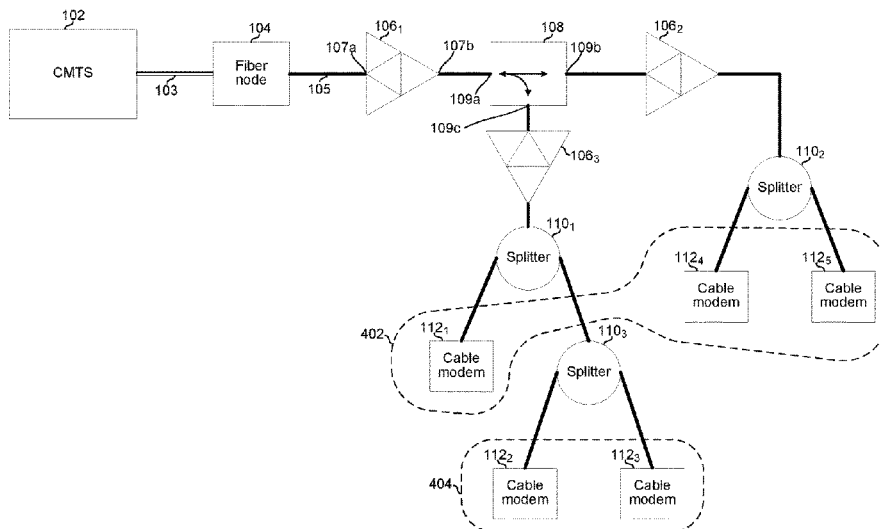 102
CMTS
103
104
Fiber
node
105
107a
106₁
107b
108
109a
109b
109c
106₂
106₃
110₂
Splitter
110₁
Splitter
112₄
Cable
modem
112₅
Cable
modem
402
112₁
Cable
modem
110₃
Splitter
404
112₂
Cable
modem
112₃
Cable
modem